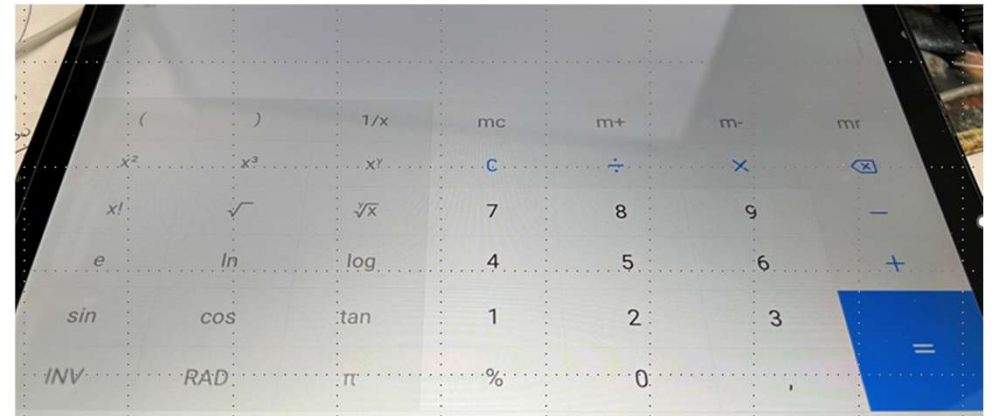 ( ) 1/x mc m+ m- mr
x² x³ xʸ C ÷ ×
x! √ ʸ√x 7 8 9 −
e ln log 4 5 6 +
sin cos tan 1 2 3
INV RAD π % 0 , =